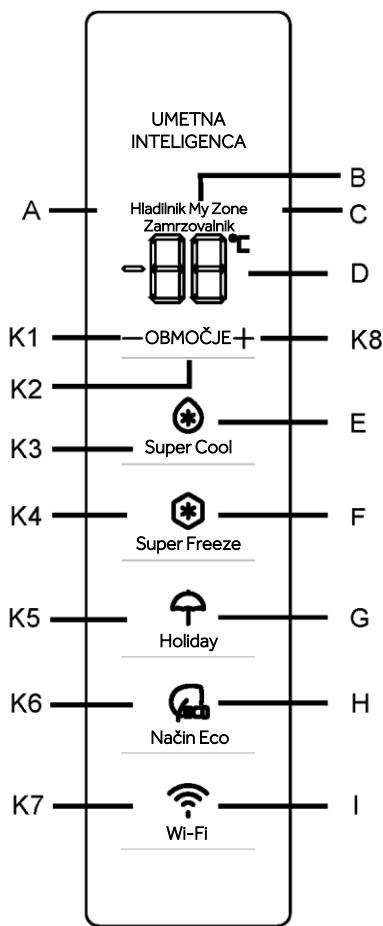 UMETNA
INTELIGENCA
B
A
Hladilnik My Zone
C
Zamrzovalnik
-88°C
D
K1
— OBMOČJE +
K8
K2
E
K3
Super Cool
K4
F
Super Freeze
K5
G
Holiday
K6
eco
H
Način Eco
K7
I
Wi-Fi